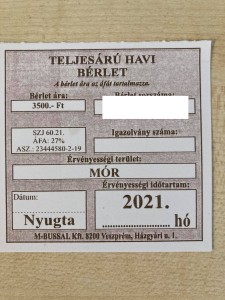 TELJESÁRÚ HAVI
BÉRLET
A bérlet ára az áfát tartalmazza.
Bérlet ára: Bérlet sorszáma:
3500.- Ft
SZJ 60.21. Igazolvány száma:
ÁFA: 27%
ASZ.: 23444580-2-19
Érvényességi terület:
MÓR
Érvényességi időtartam:
Dátum: 2021.
Nyugta ............ hó
M-BUSSAL Kft. 8200 Veszprém, Házgyári u. 1.